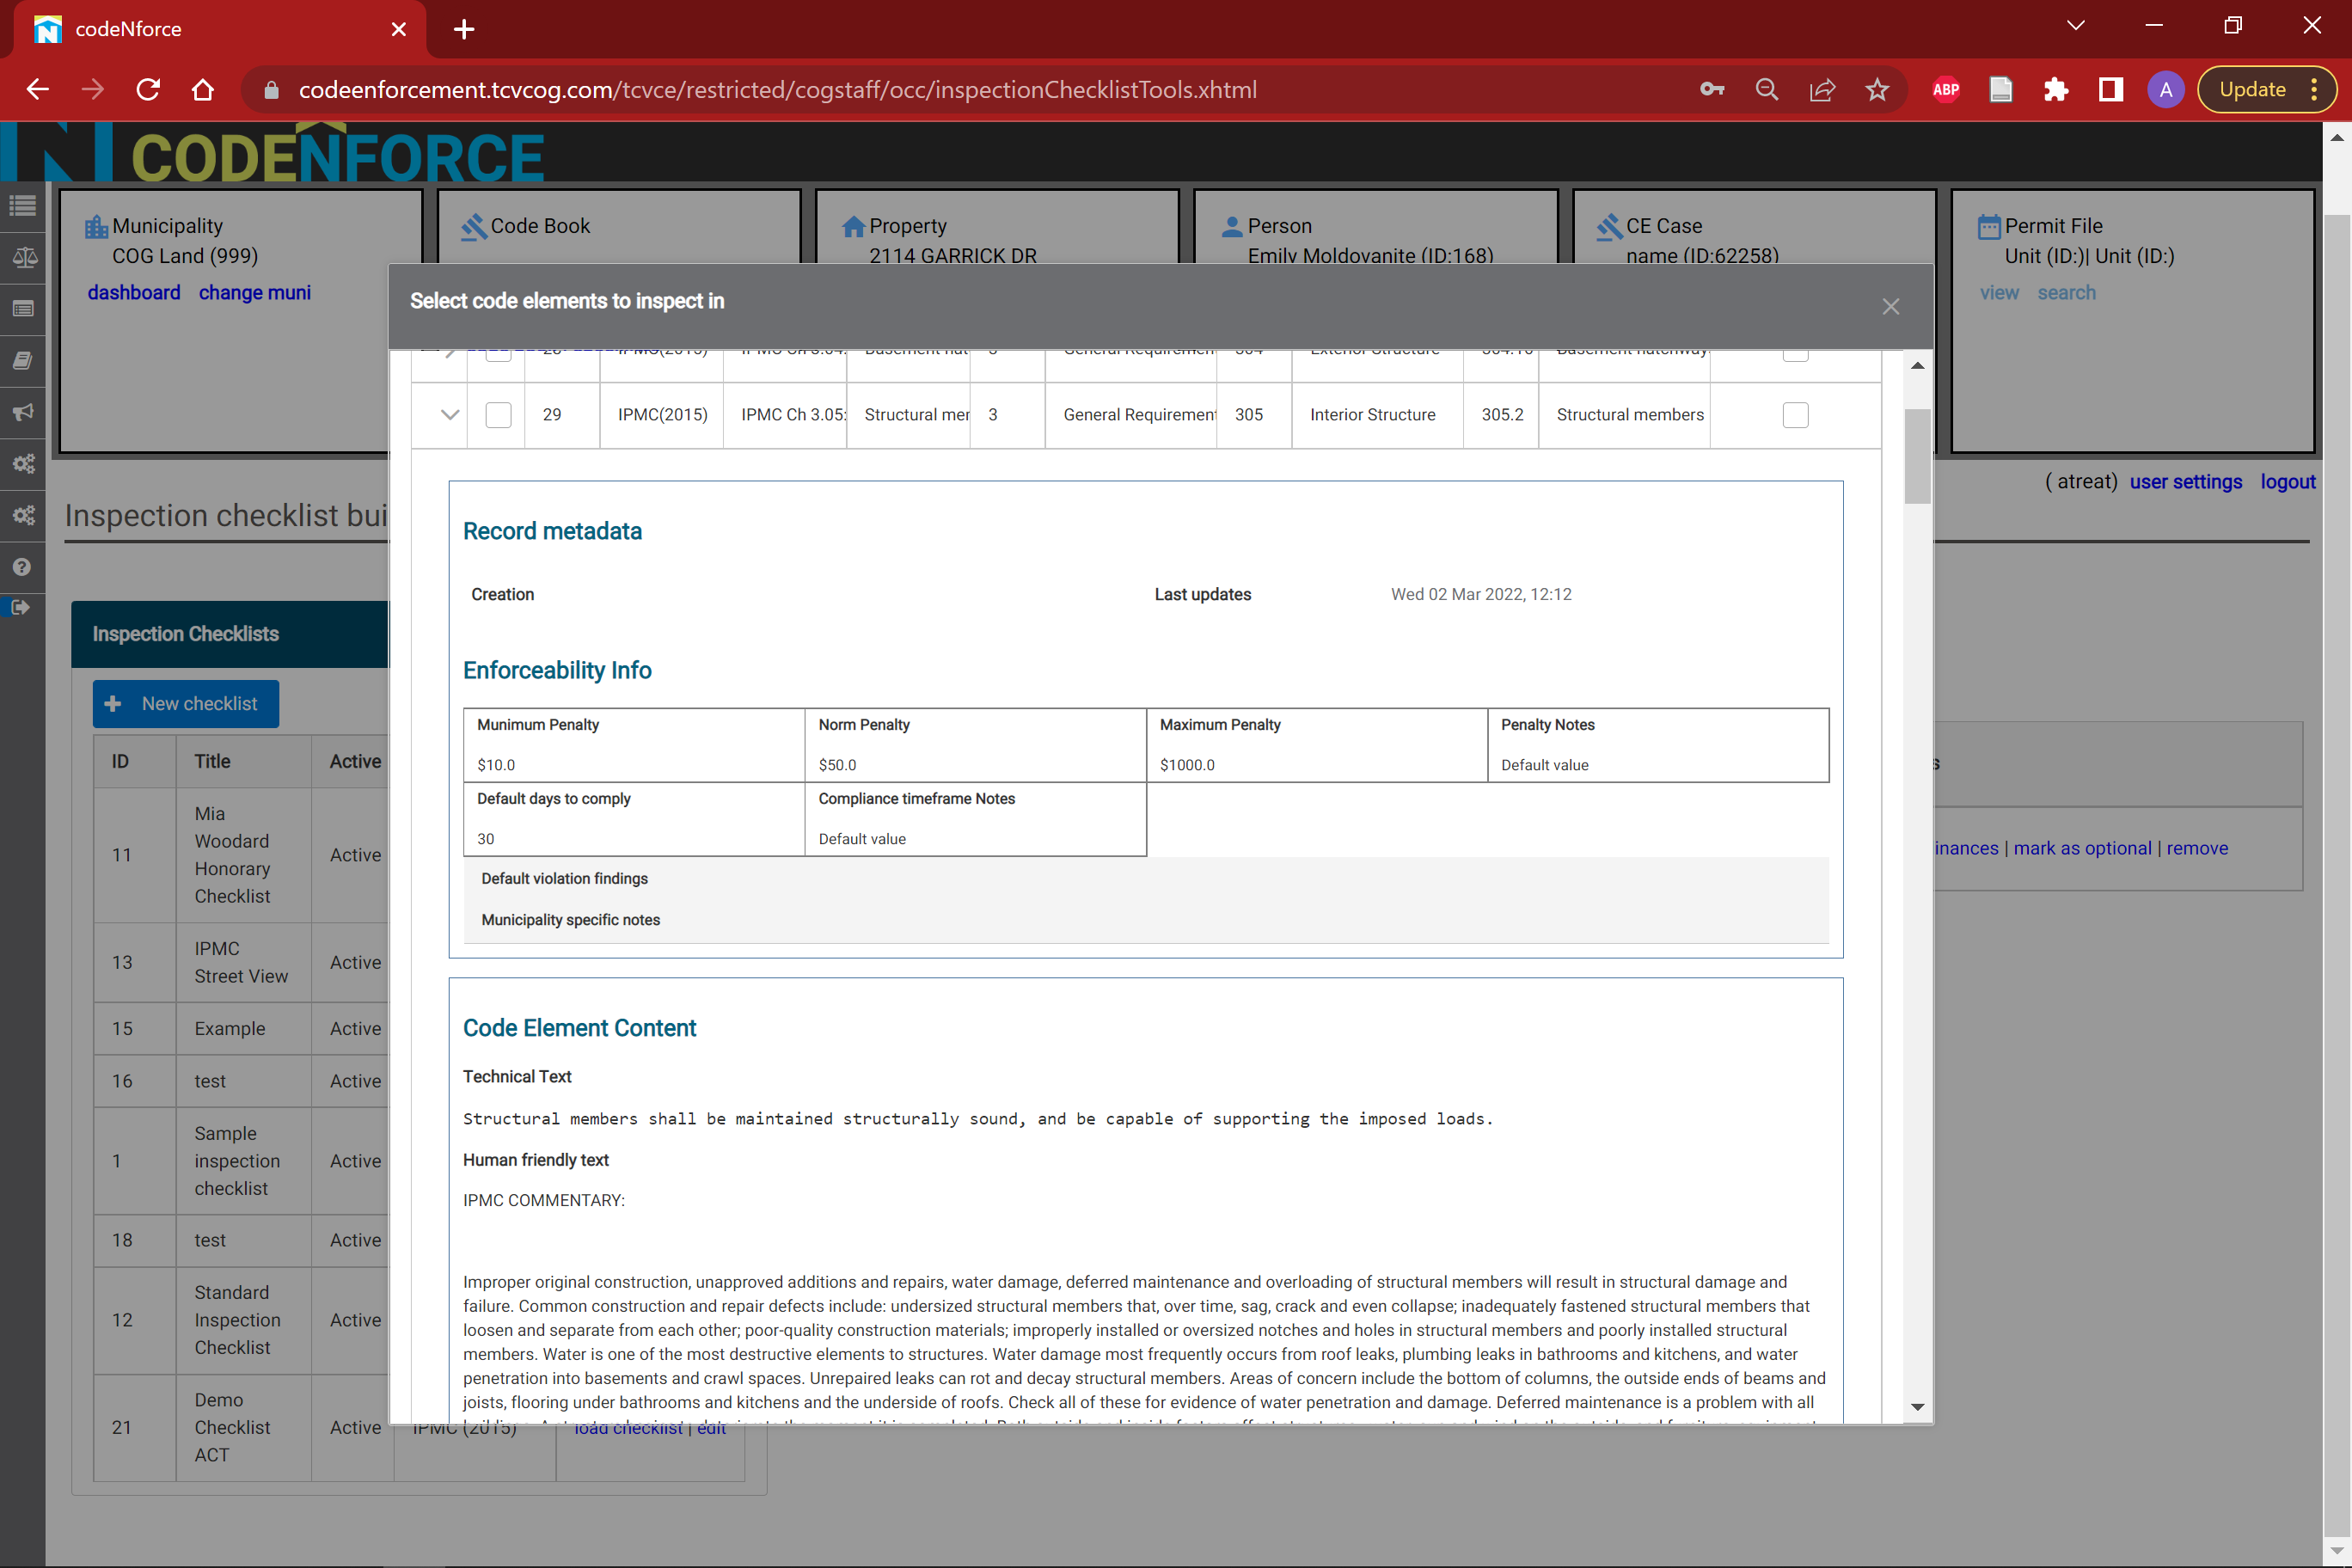 codeNforce
codeenforcement.tcvcog.com/tcvce/restricted/cogstaff/occ/inspectionChecklistTools.xhtml
ABP
A
Update
N CODENFORCE
Municipality
COG Land (999)
dashboard change muni
Code Book
Property
2114 GARRICK DR
Person
Emily Moldovanite (ID:168)
CE Case
name (ID:62258)
Permit File
Unit (ID:)| Unit (ID:)
view search
( atreat) user settings logout
Inspection checklist bui
Select code elements to inspect in
29 IPMC(2015) IPMC Ch 3.05: Structural mer 3 General Requirement 305 Interior Structure 305.2 Structural members
Record metadata
Creation Last updates Wed 02 Mar 2022, 12:12
Enforceability Info
Munimum Penalty Norm Penalty Maximum Penalty Penalty Notes
$10.0 $50.0 $1000.0 Default value
Default days to comply Compliance timeframe Notes
30 Default value
Default violation findings
Municipality specific notes
Code Element Content
Technical Text
Structural members shall be maintained structurally sound, and be capable of supporting the imposed loads.
Human friendly text
IPMC COMMENTARY:
Improper original construction, unapproved additions and repairs, water damage, deferred maintenance and overloading of structural members will result in structural damage and
failure. Common construction and repair defects include: undersized structural members that, over time, sag, crack and even collapse; inadequately fastened structural members that
loosen and separate from each other; poor-quality construction materials; improperly installed or oversized notches and holes in structural members and poorly installed structural
members. Water is one of the most destructive elements to structures. Water damage most frequently occurs from roof leaks, plumbing leaks in bathrooms and kitchens, and water
penetration into basements and crawl spaces. Unrepaired leaks can rot and decay structural members. Areas of concern include the bottom of columns, the outside ends of beams and
joists, flooring under bathrooms and kitchens and the underside of roofs. Check all of these for evidence of water penetration and damage. Deferred maintenance is a problem with all
Inspection Checklists
New checklist
ID Title Active
11 Mia Woodard Honorary Checklist Active
13 IPMC Street View Active
15 Example Active
16 test Active
1 Sample inspection checklist Active
18 test Active
12 Standard Inspection Checklist Active
21 Demo Checklist ACT Active IPMC (2015) load checklist | edit
s
inances | mark as optional | remove